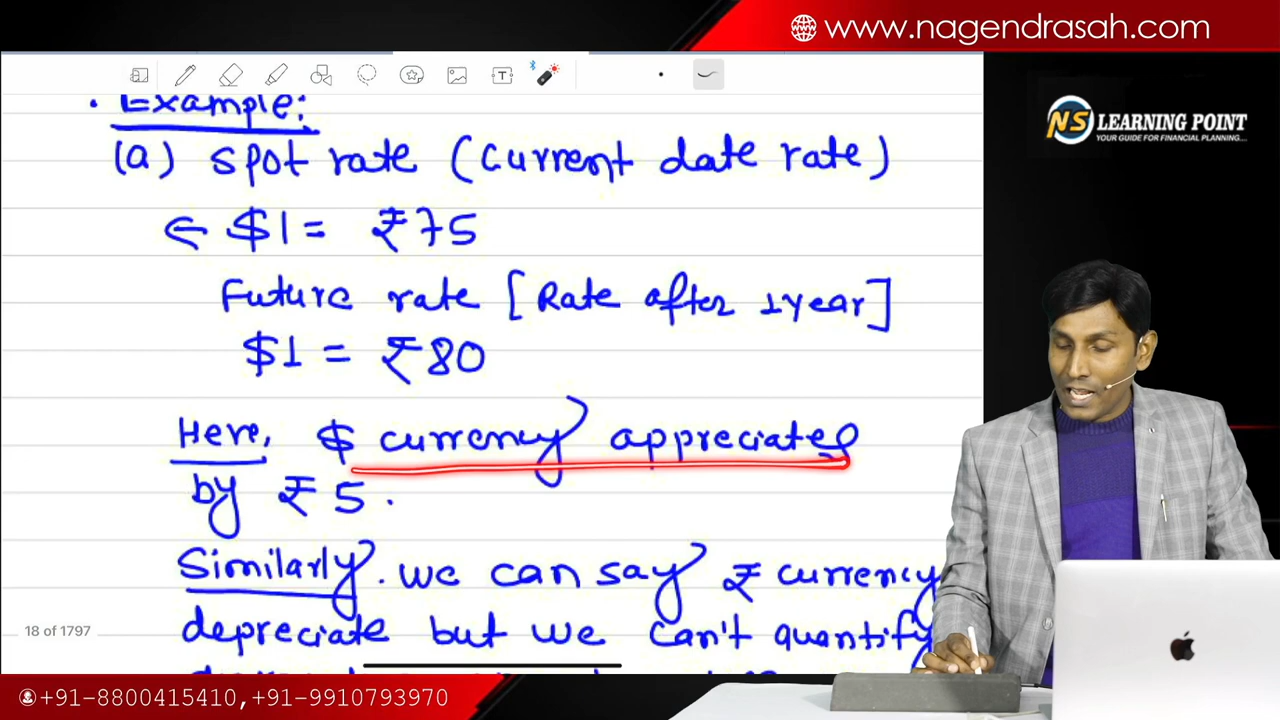 www.nagendrasah.com
NS LEARNING POINT
YOUR GUIDE FOR FINANCIAL PLANNING....
• Example:
(a) Spot rate (Current date rate)
← $1 = ₹75
Future rate [Rate after 1 year]
$1 = ₹80
Here, $ currency appreciates
by ₹5.
Similarly. We can say ₹ currency
depreciate but we can't quantify
18 of 1797
+91-8800415410,+91-9910793970